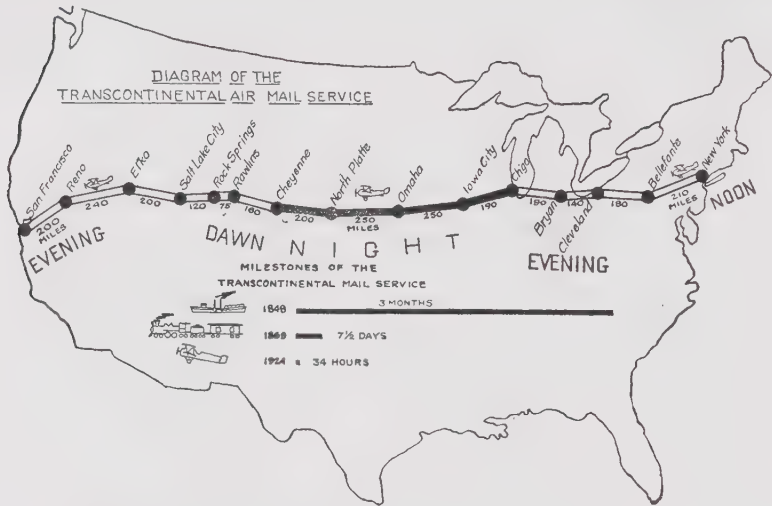 DIAGRAM OF THE
TRANSCONTINENTAL AIR MAIL SERVICE
San Francisco
Reno
Elko
Salt Lake City
Rock Springs
Rawlins
Cheyenne
North Platte
Omaha
Iowa City
Chigo
Bryan
Cleveland
Bellefonte
New York
200
MILES
240
200
120
75
160
200
250
MILES
250
190
190
140
180
210
MILES
EVENING
DAWN
NIGHT
EVENING
NOON
MILESTONES OF THE
TRANSCONTINENTAL MAIL SERVICE
1848 3 MONTHS
1869 7½ DAYS
1924 34 HOURS